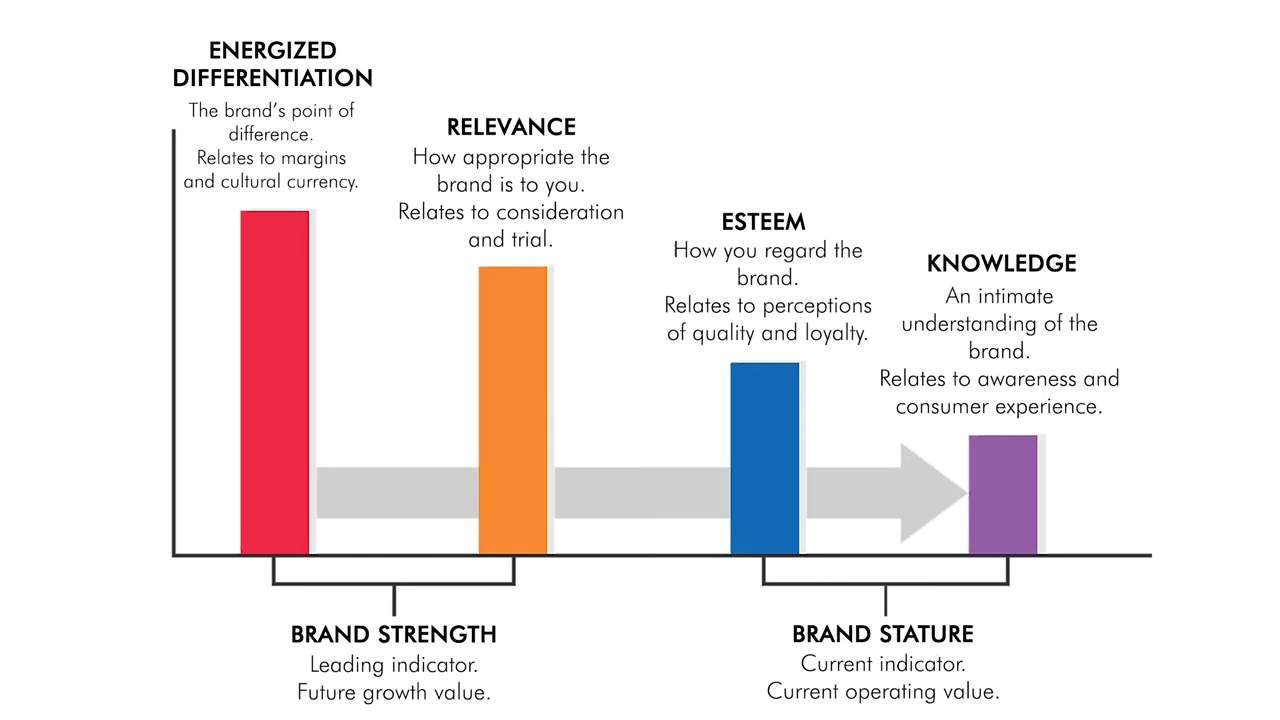 ENERGIZED
DIFFERENTIATION
The brand’s point of
difference.
Relates to margins
and cultural currency.
RELEVANCE
How appropriate the
brand is to you.
Relates to consideration
and trial.
ESTEEM
How you regard the
brand.
Relates to perceptions
of quality and loyalty.
KNOWLEDGE
An intimate
understanding of the
brand.
Relates to awareness and
consumer experience.
BRAND STRENGTH
Leading indicator.
Future growth value.
BRAND STATURE
Current indicator.
Current operating value.